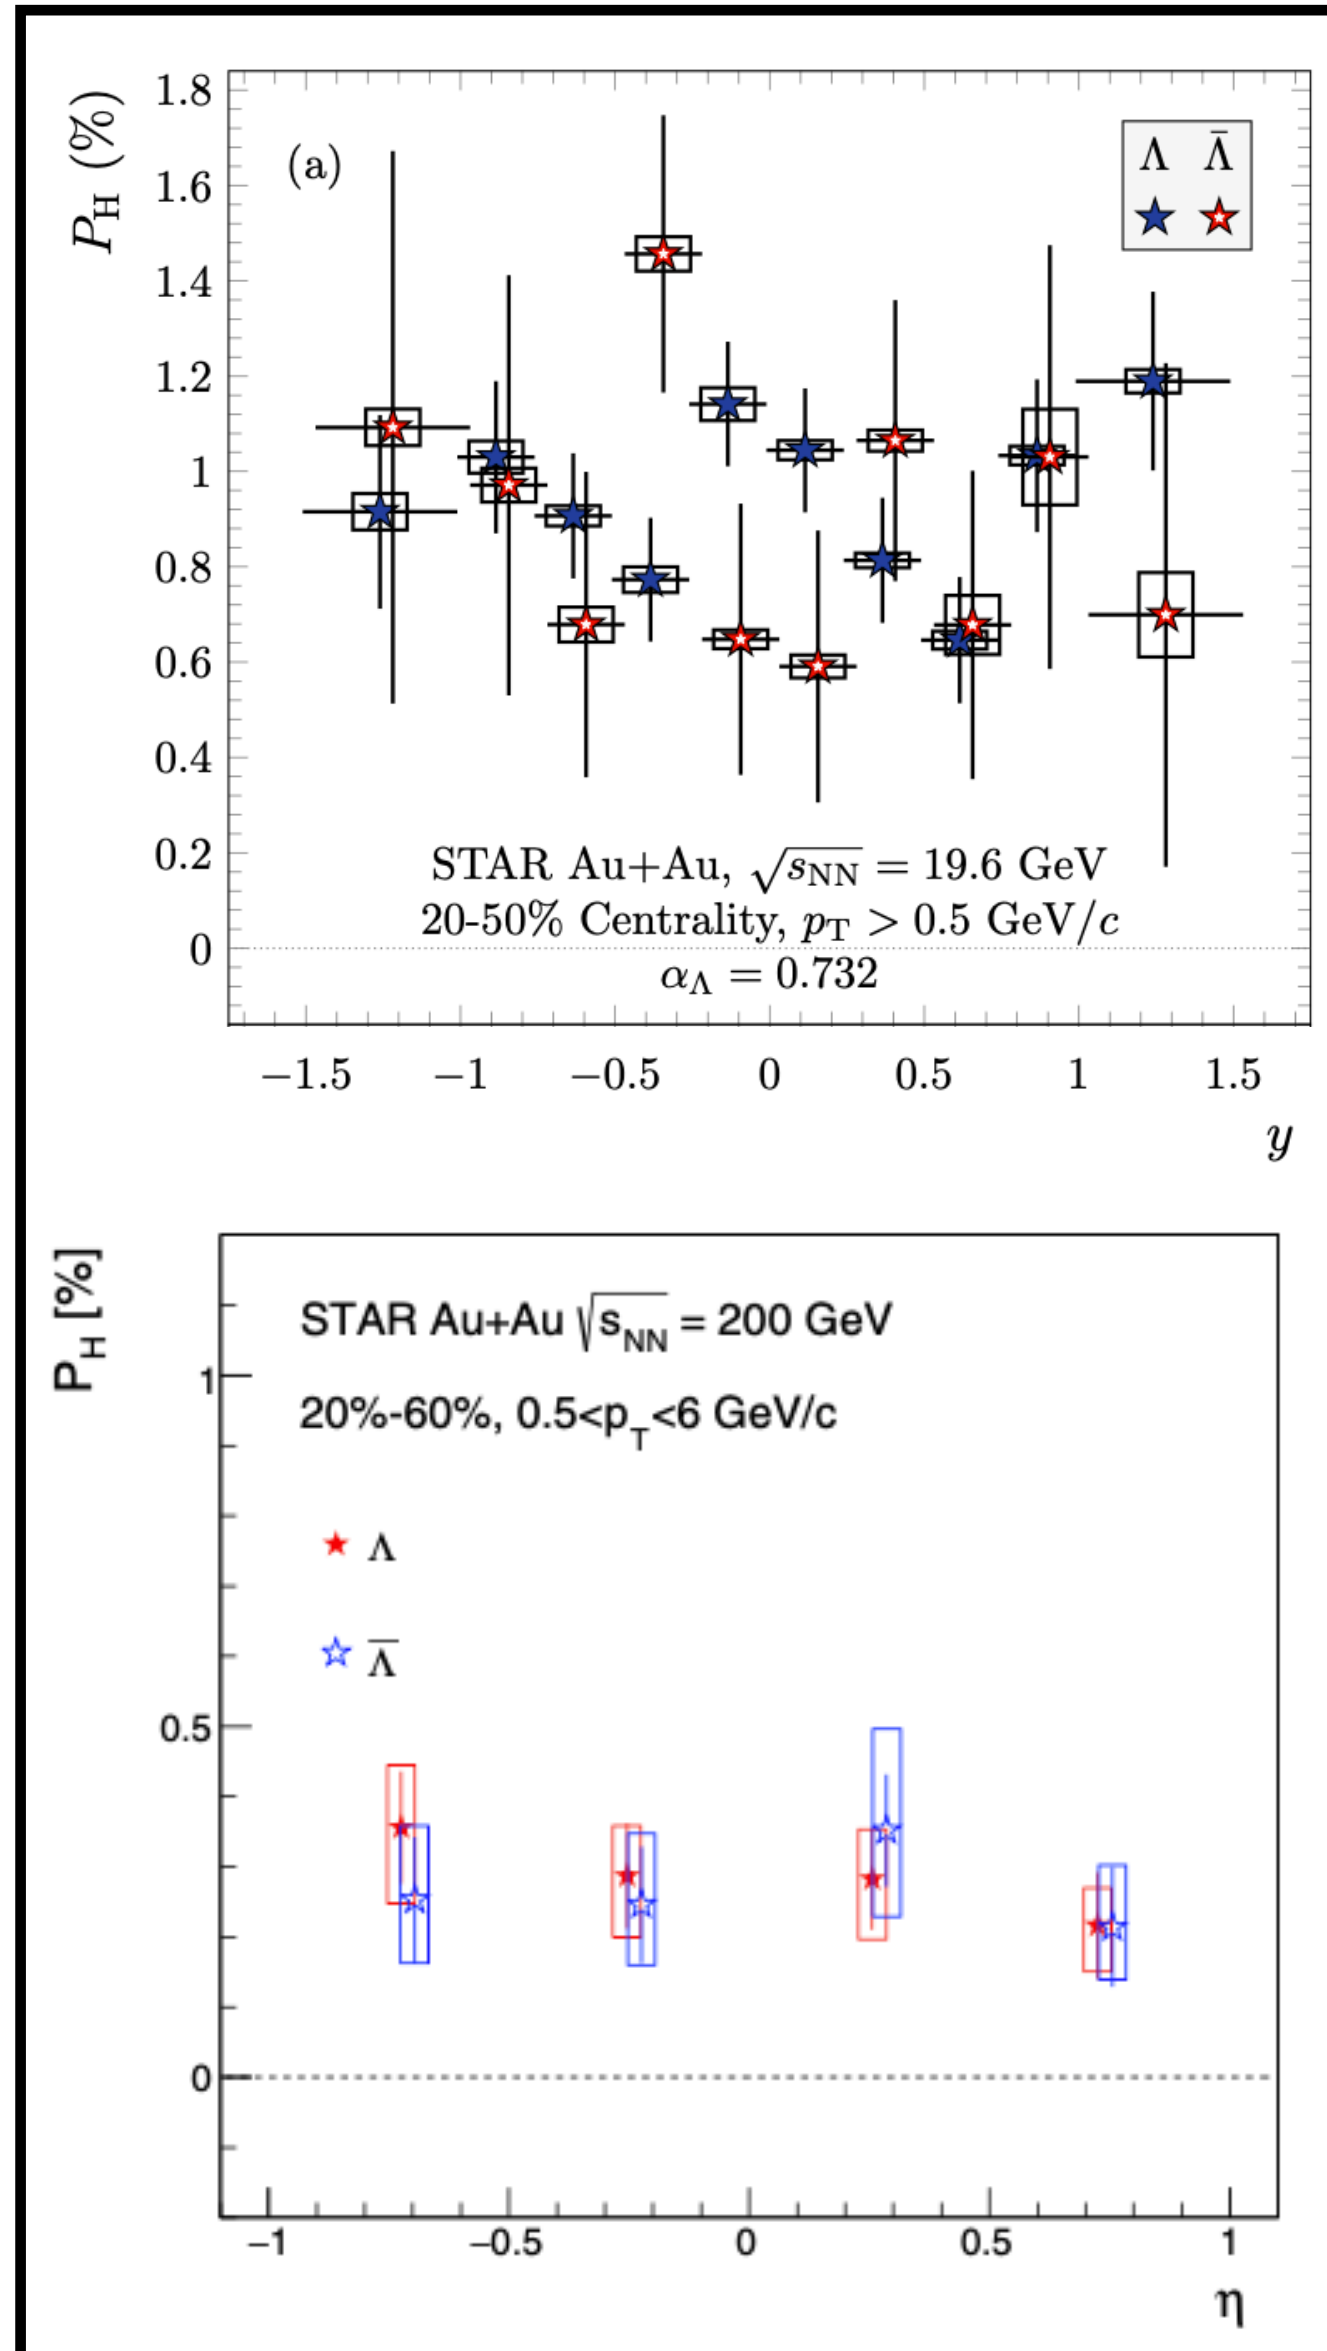 P_H (%)
(a)
Λ Λ̄
1.8
1.6
1.4
1.2
1
0.8
0.6
0.4
0.2
0
STAR Au+Au, √s_NN = 19.6 GeV
20-50% Centrality, p_T > 0.5 GeV/c
α_Λ = 0.732
−1.5 −1 −0.5 0 0.5 1 1.5
y
P_H [%]
STAR Au+Au √s_NN = 200 GeV
1
20%-60%, 0.5<p_T<6 GeV/c
Λ
Λ̄
0.5
0
−1 −0.5 0 0.5 1
η